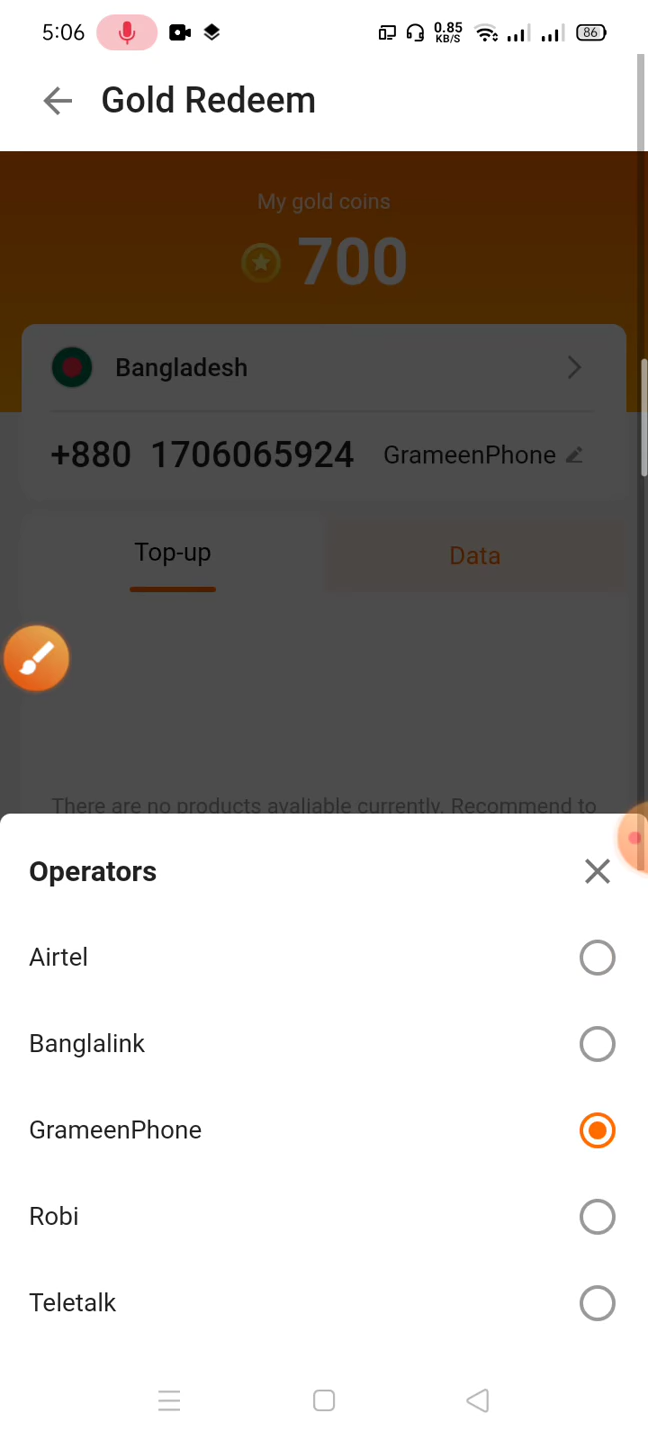 5:06
0.85
KB/S
86
Gold Redeem
My gold coins
700
Bangladesh
+880 1706065924 GrameenPhone
Top-up
Data
There are no products avaliable currently. Recommend to
Operators
Airtel
Banglalink
GrameenPhone
Robi
Teletalk